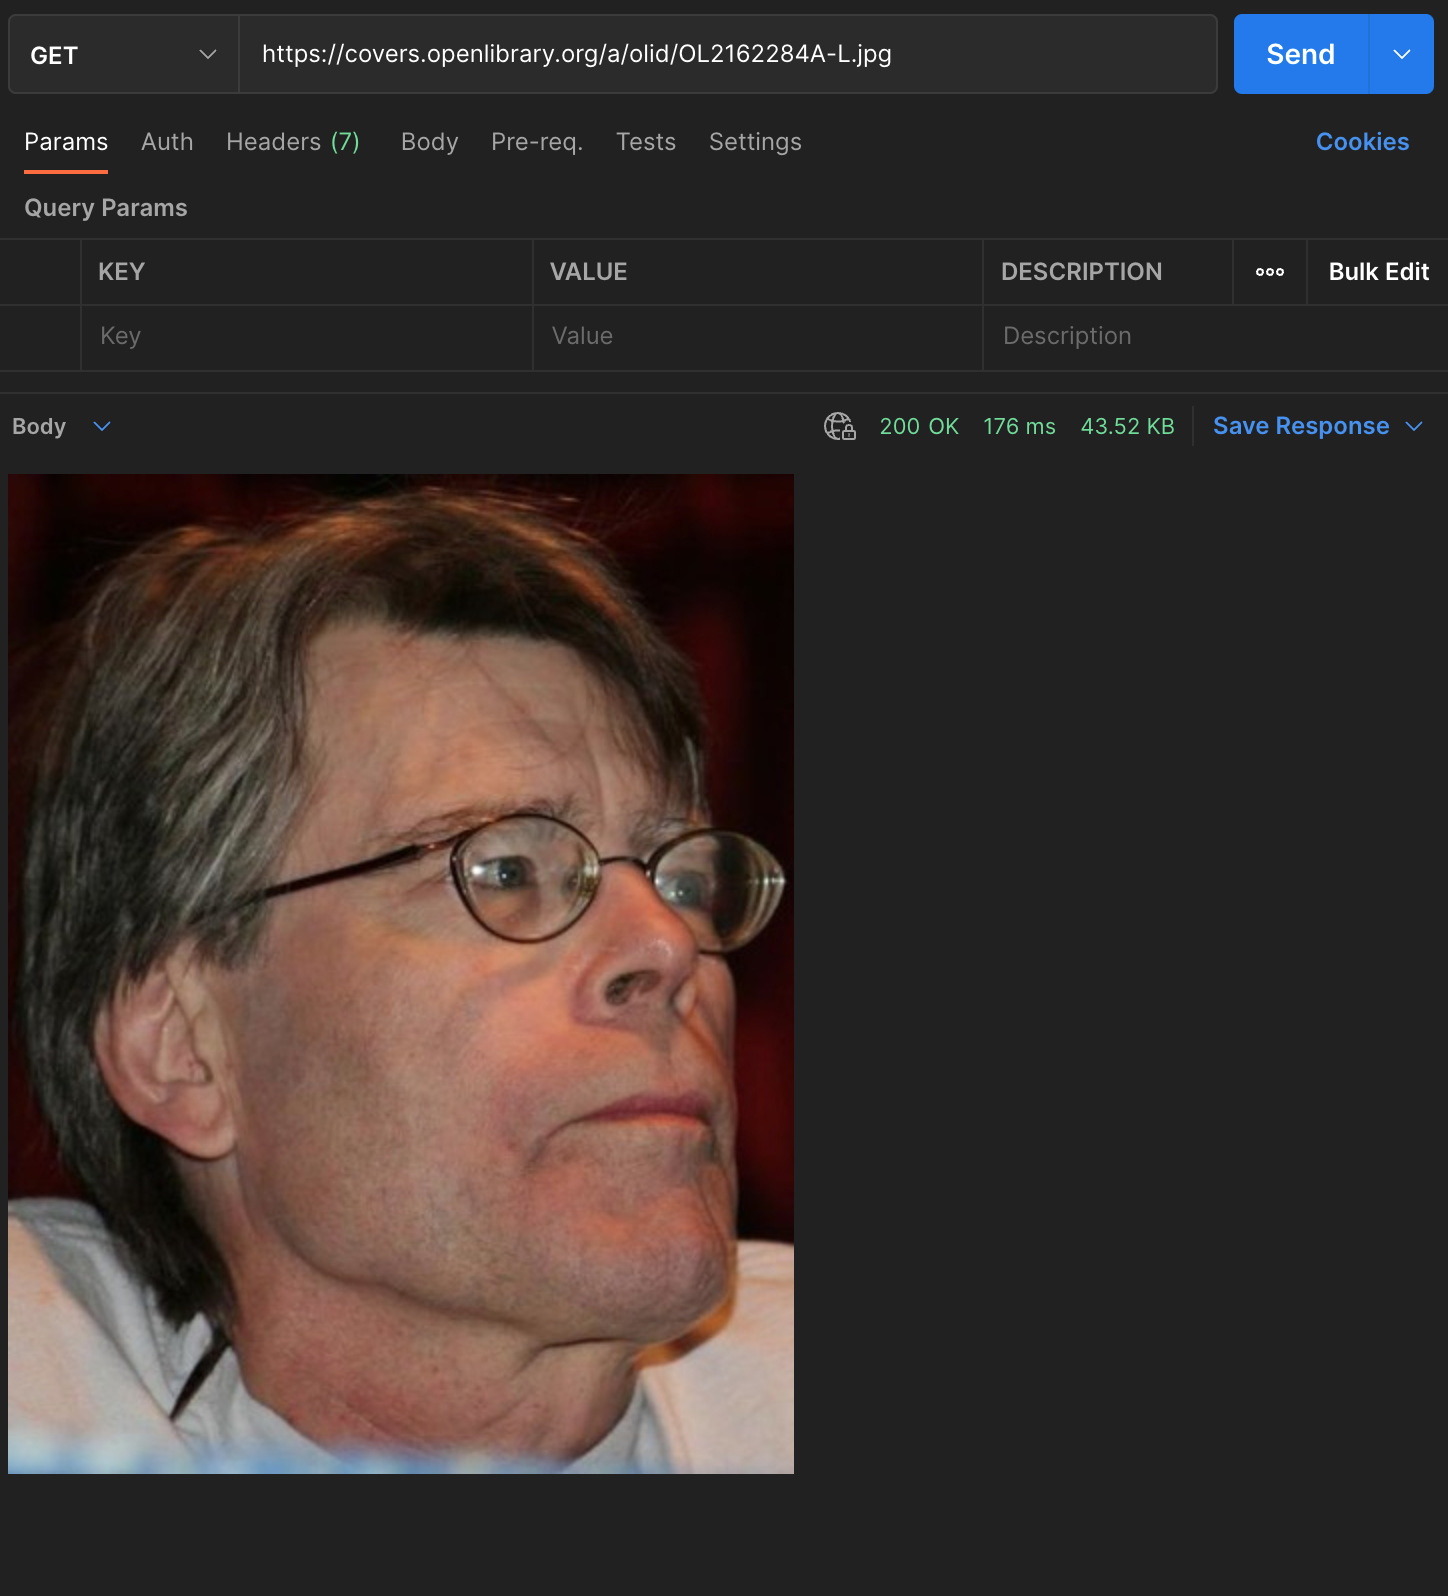 GET https://covers.openlibrary.org/a/olid/OL2162284A-L.jpg Send
Params Auth Headers (7) Body Pre-req. Tests Settings Cookies
Query Params
KEY VALUE DESCRIPTION Bulk Edit
Key Value Description
Body 200 OK 176 ms 43.52 KB Save Response